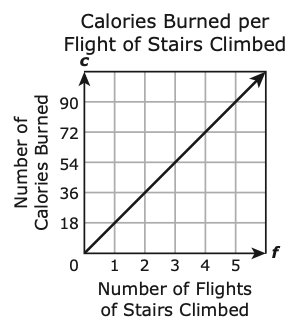 Calories Burned per
Flight of Stairs Climbed
c
Number of
Calories Burned
90
72
54
36
18
0 1 2 3 4 5
f
Number of Flights
of Stairs Climbed